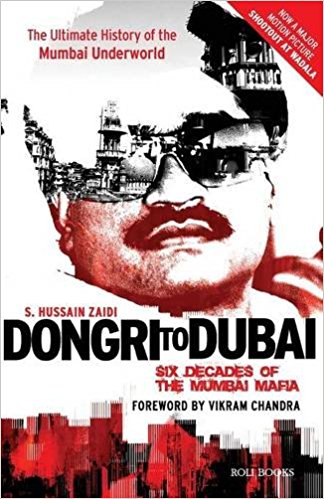 The Ultimate History of the
Mumbai Underworld
NOW A MAJOR
MOTION PICTURE
SHOOTOUT AT WADALA
S. HUSSAIN ZAIDI
DONGRI TO DUBAI
SIX DECADES OF
THE MUMBAI MAFIA
FOREWORD BY VIKRAM CHANDRA
ROLI BOOKS